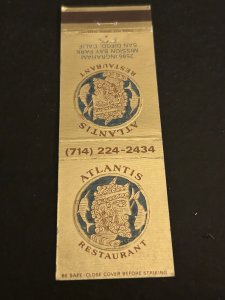 2595 INGRAHAM
MISSION BAY PARK
SAN DIEGO, CALIF.
ATLANTIS
RESTAURANT
(714) 224-2434
ATLANTIS
RESTAURANT
BE SAFE - CLOSE COVER BEFORE STRIKING